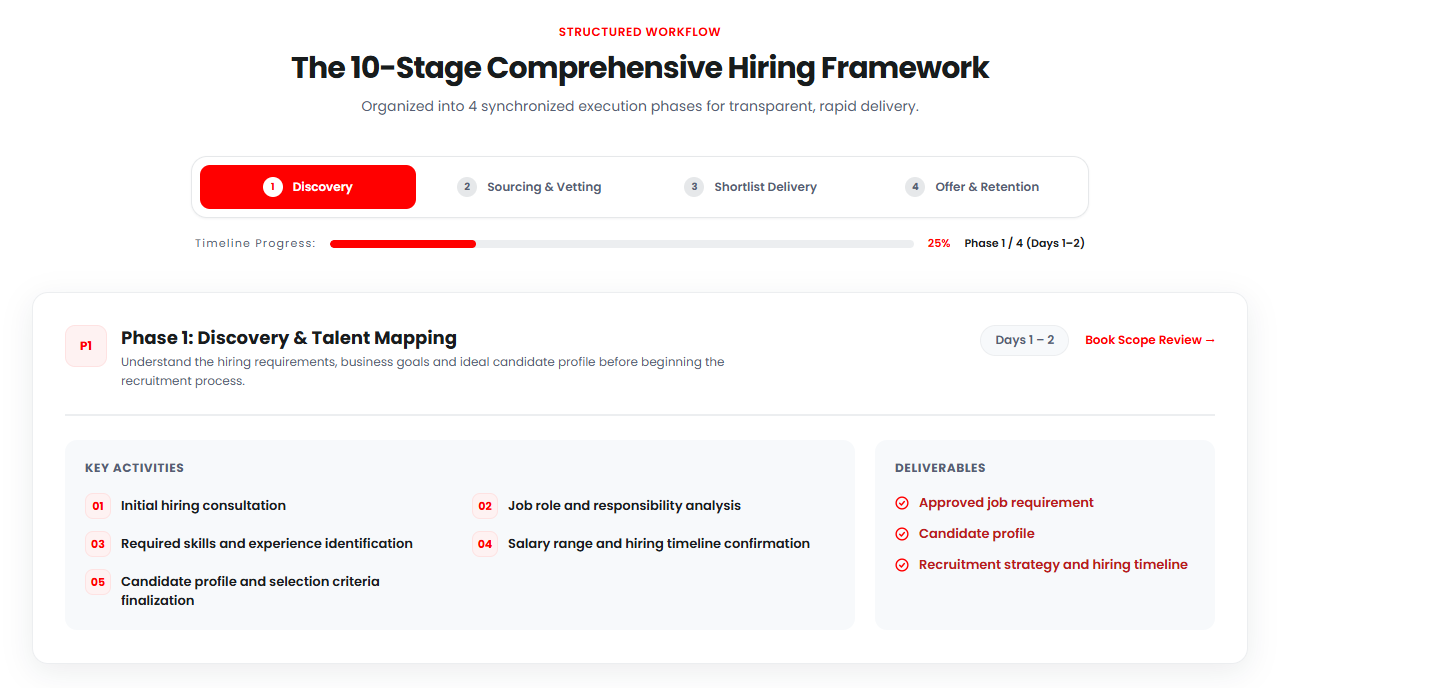 STRUCTURED WORKFLOW
The 10-Stage Comprehensive Hiring Framework
Organized into 4 synchronized execution phases for transparent, rapid delivery.
1 Discovery
2 Sourcing & Vetting
3 Shortlist Delivery
4 Offer & Retention
Timeline Progress:
25%
Phase 1 / 4 (Days 1–2)
P1
Phase 1: Discovery & Talent Mapping
Understand the hiring requirements, business goals and ideal candidate profile before beginning the
recruitment process.
Days 1 – 2
Book Scope Review →
KEY ACTIVITIES
01 Initial hiring consultation
02 Job role and responsibility analysis
03 Required skills and experience identification
04 Salary range and hiring timeline confirmation
05 Candidate profile and selection criteria
finalization
DELIVERABLES
Approved job requirement
Candidate profile
Recruitment strategy and hiring timeline